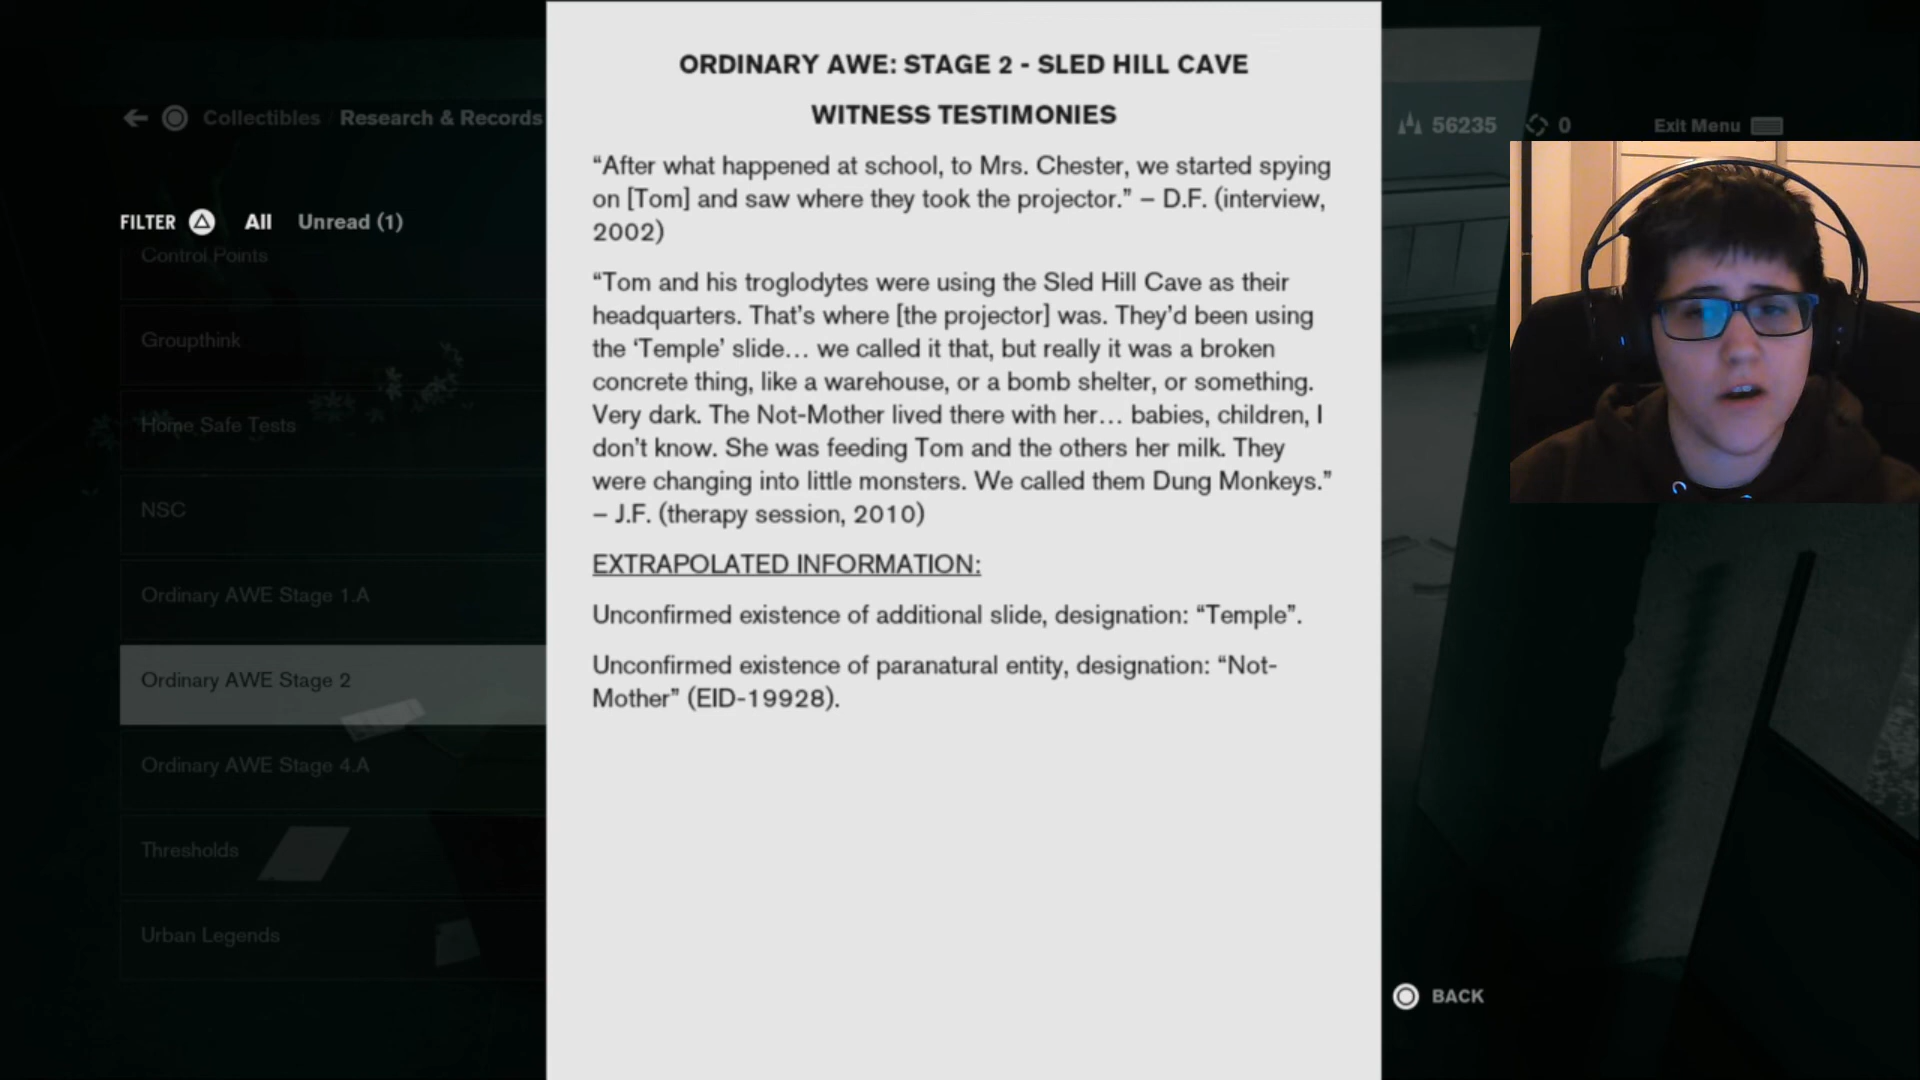 ORDINARY AWE: STAGE 2 - SLED HILL CAVE
WITNESS TESTIMONIES
“After what happened at school, to Mrs. Chester, we started spying
on [Tom] and saw where they took the projector.” – D.F. (interview,
2002)
“Tom and his troglodytes were using the Sled Hill Cave as their
headquarters. That’s where [the projector] was. They’d been using
the ‘Temple’ slide... we called it that, but really it was a broken
concrete thing, like a warehouse, or a bomb shelter, or something.
Very dark. The Not-Mother lived there with her... babies, children, I
don’t know. She was feeding Tom and the others her milk. They
were changing into little monsters. We called them Dung Monkeys.”
– J.F. (therapy session, 2010)
EXTRAPOLATED INFORMATION:
Unconfirmed existence of additional slide, designation: “Temple”.
Unconfirmed existence of paranatural entity, designation: “Not-
Mother” (EID-19928).
Collectibles / Research & Records
56235 0 Exit Menu
FILTER All Unread (1)
Control Points
Groupthink
Home Safe Tests
NSC
Ordinary AWE Stage 1.A
Ordinary AWE Stage 2
Ordinary AWE Stage 4.A
Thresholds
Urban Legends
BACK